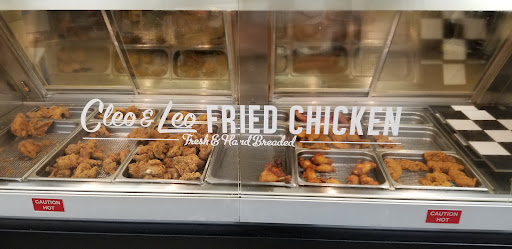 Cleo & Leo FRIED CHICKEN
Fresh & Hand Breaded
CAUTION
HOT
CAUTION
HOT